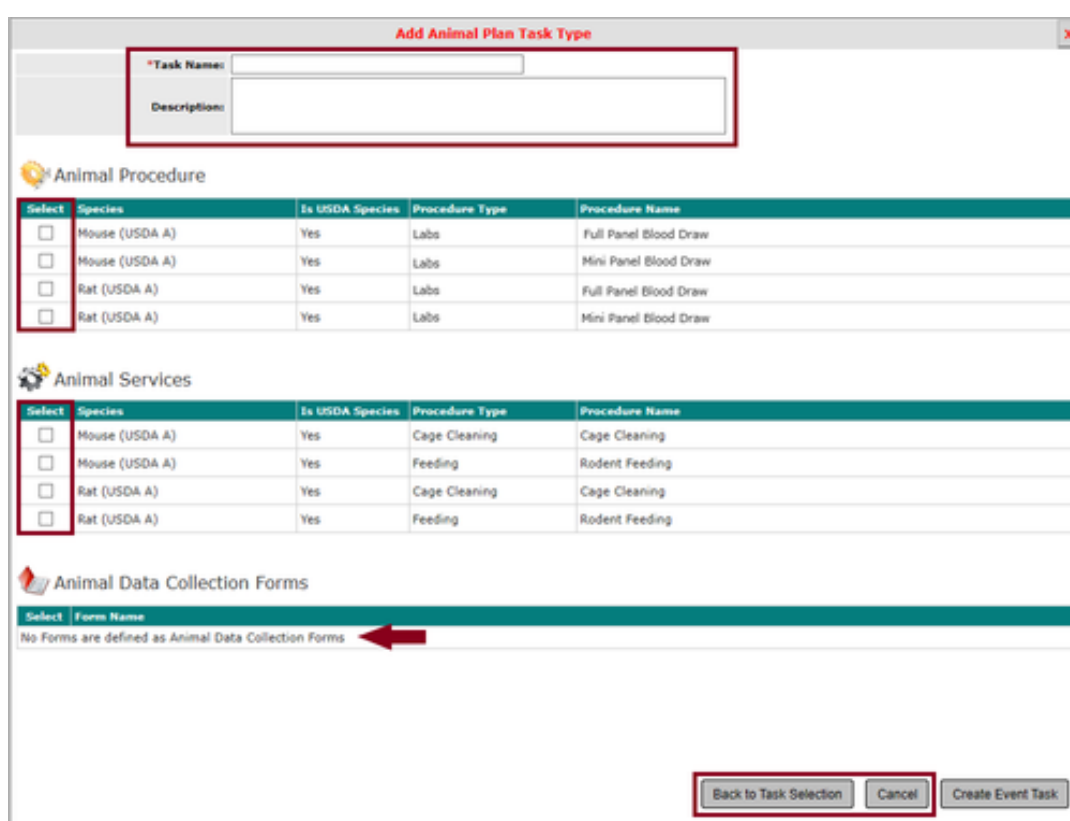 Add Animal Plan Task Type x
*Task Name:
Description:
Animal Procedure
Select Species Is USDA Species Procedure Type Procedure Name
Mouse (USDA A) Yes Labs Full Panel Blood Draw
Mouse (USDA A) Yes Labs Mini Panel Blood Draw
Rat (USDA A) Yes Labs Full Panel Blood Draw
Rat (USDA A) Yes Labs Mini Panel Blood Draw
Animal Services
Select Species Is USDA Species Procedure Type Procedure Name
Mouse (USDA A) Yes Cage Cleaning Cage Cleaning
Mouse (USDA A) Yes Feeding Rodent Feeding
Rat (USDA A) Yes Cage Cleaning Cage Cleaning
Rat (USDA A) Yes Feeding Rodent Feeding
Animal Data Collection Forms
Select Form Name
No Forms are defined as Animal Data Collection Forms
Back to Task Selection Cancel Create Event Task